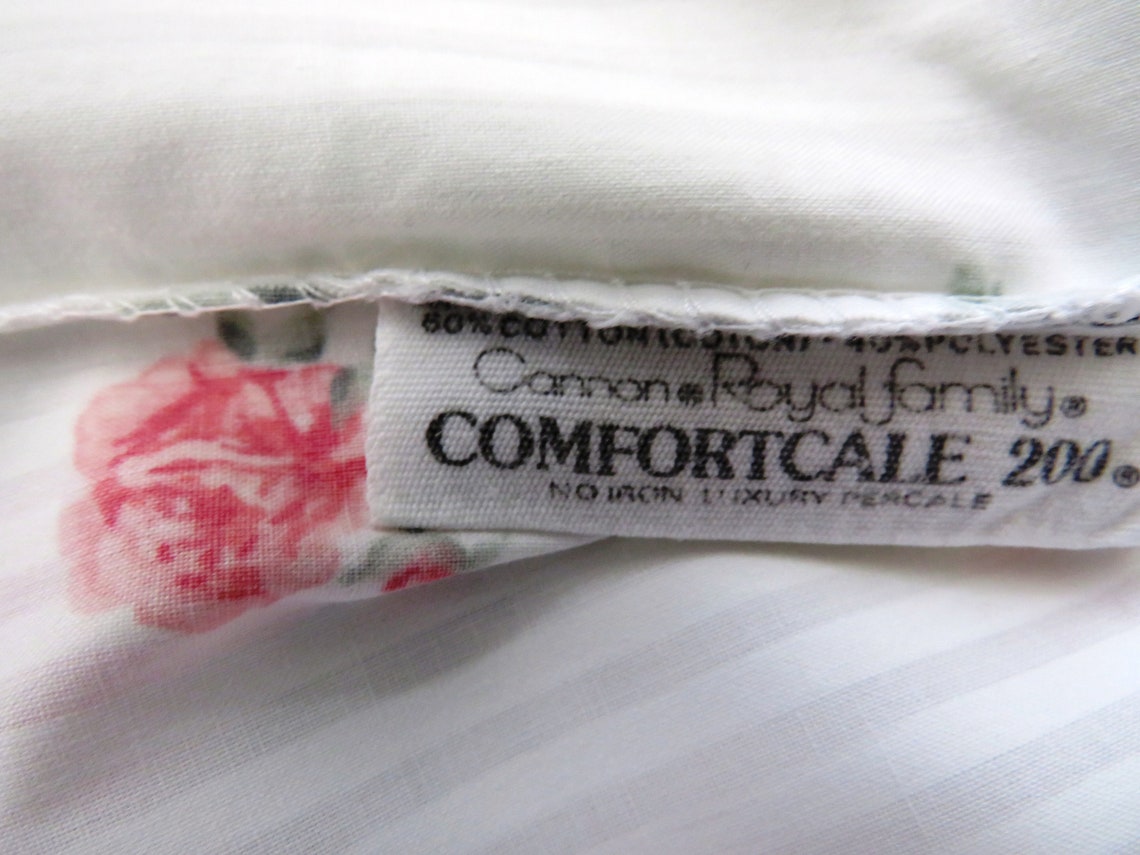 60% COTTON (COTON) · 40% POLYESTER
Cannon® Royal family®
COMFORTCALE 200®
NO IRON LUXURY PERCALE